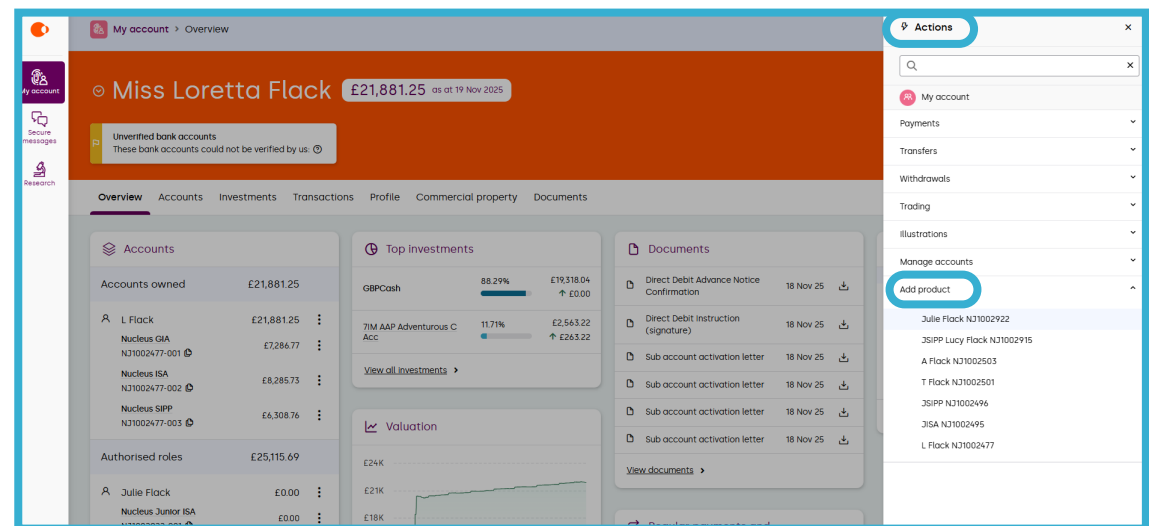 My account > Overview
Actions
My account
Secure
messages
Research
Miss Loretta Flack
£21,881.25 as at 19 Nov 2025
Unverified bank accounts
These bank accounts could not be verified by us:
Overview Accounts Investments Transactions Profile Commercial property Documents
Accounts
Accounts owned £21,881.25
L Flack £21,881.25
Nucleus GIA
NJ1002477-001
£7,286.77
Nucleus ISA
NJ1002477-002
£8,285.73
Nucleus SIPP
NJ1002477-003
£6,308.76
Authorised roles £25,115.69
Julie Flack £0.00
Nucleus Junior ISA
£0.00
Top investments
GBPCash 88.29% £19,318.04
£0.00
7IM AAP Adventurous C
Acc
11.71% £2,563.22
£263.22
View all investments >
Valuation
£24K
£21K
£18K
Documents
Direct Debit Advance Notice
Confirmation
18 Nov 25
Direct Debit Instruction
(signature)
18 Nov 25
Sub account activation letter 18 Nov 25
Sub account activation letter 18 Nov 25
Sub account activation letter 18 Nov 25
Sub account activation letter 18 Nov 25
View documents >
My account
Payments
Transfers
Withdrawals
Trading
Illustrations
Manage accounts
Add product
Julie Flack NJ1002922
JSIPP Lucy Flack NJ1002915
A Flack NJ1002503
T Flack NJ1002501
JSIPP NJ1002496
JISA NJ1002495
L Flack NJ1002477